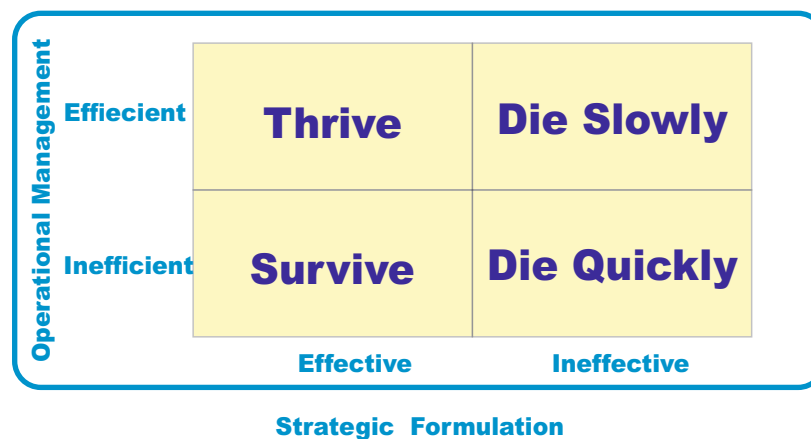 Operational Management
Effiecient
Thrive
Die Slowly
Inefficient
Survive
Die Quickly
Effective
Ineffective
Strategic Formulation